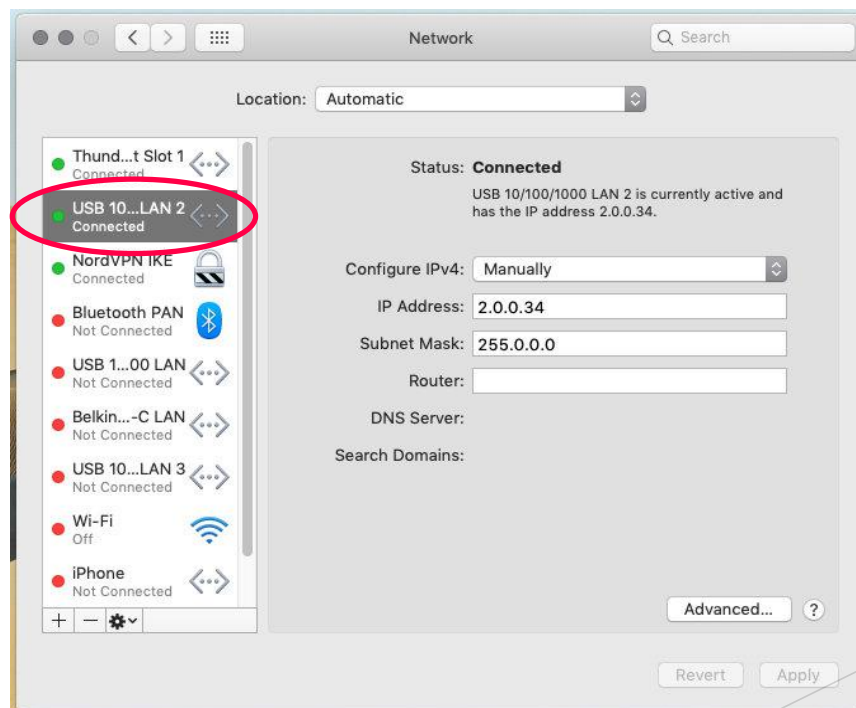 Network
Search
Location: Automatic
Thund...t Slot 1
Connected
USB 10...LAN 2
Connected
NordVPN IKE
Connected
Bluetooth PAN
Not Connected
USB 1...00 LAN
Not Connected
Belkin...-C LAN
Not Connected
USB 10...LAN 3
Not Connected
Wi-Fi
Off
iPhone
Not Connected
Status: Connected
USB 10/100/1000 LAN 2 is currently active and
has the IP address 2.0.0.34.
Configure IPv4: Manually
IP Address: 2.0.0.34
Subnet Mask: 255.0.0.0
Router:
DNS Server:
Search Domains:
Advanced... ?
Revert Apply